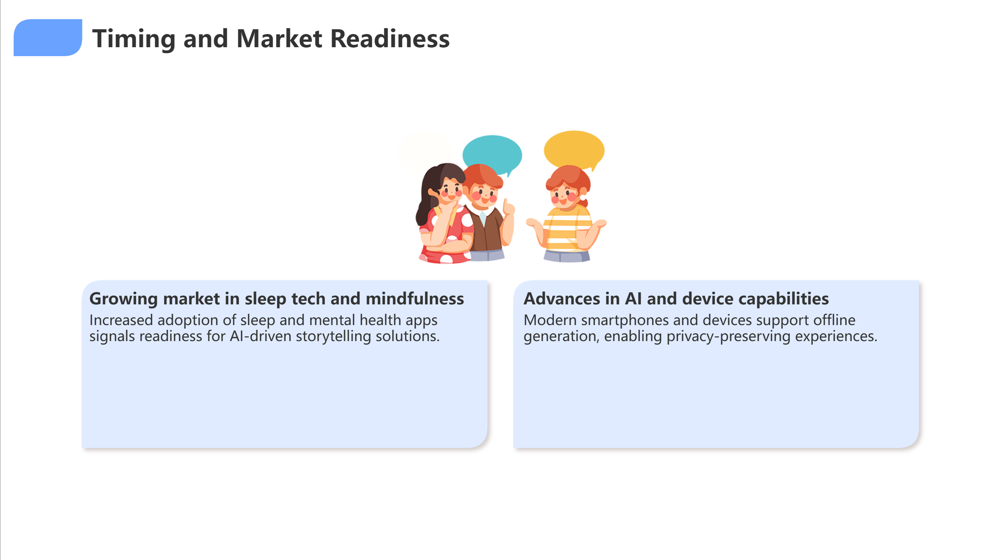 Timing and Market Readiness
Growing market in sleep tech and mindfulness
Increased adoption of sleep and mental health apps
signals readiness for AI-driven storytelling solutions.
Advances in AI and device capabilities
Modern smartphones and devices support offline
generation, enabling privacy-preserving experiences.